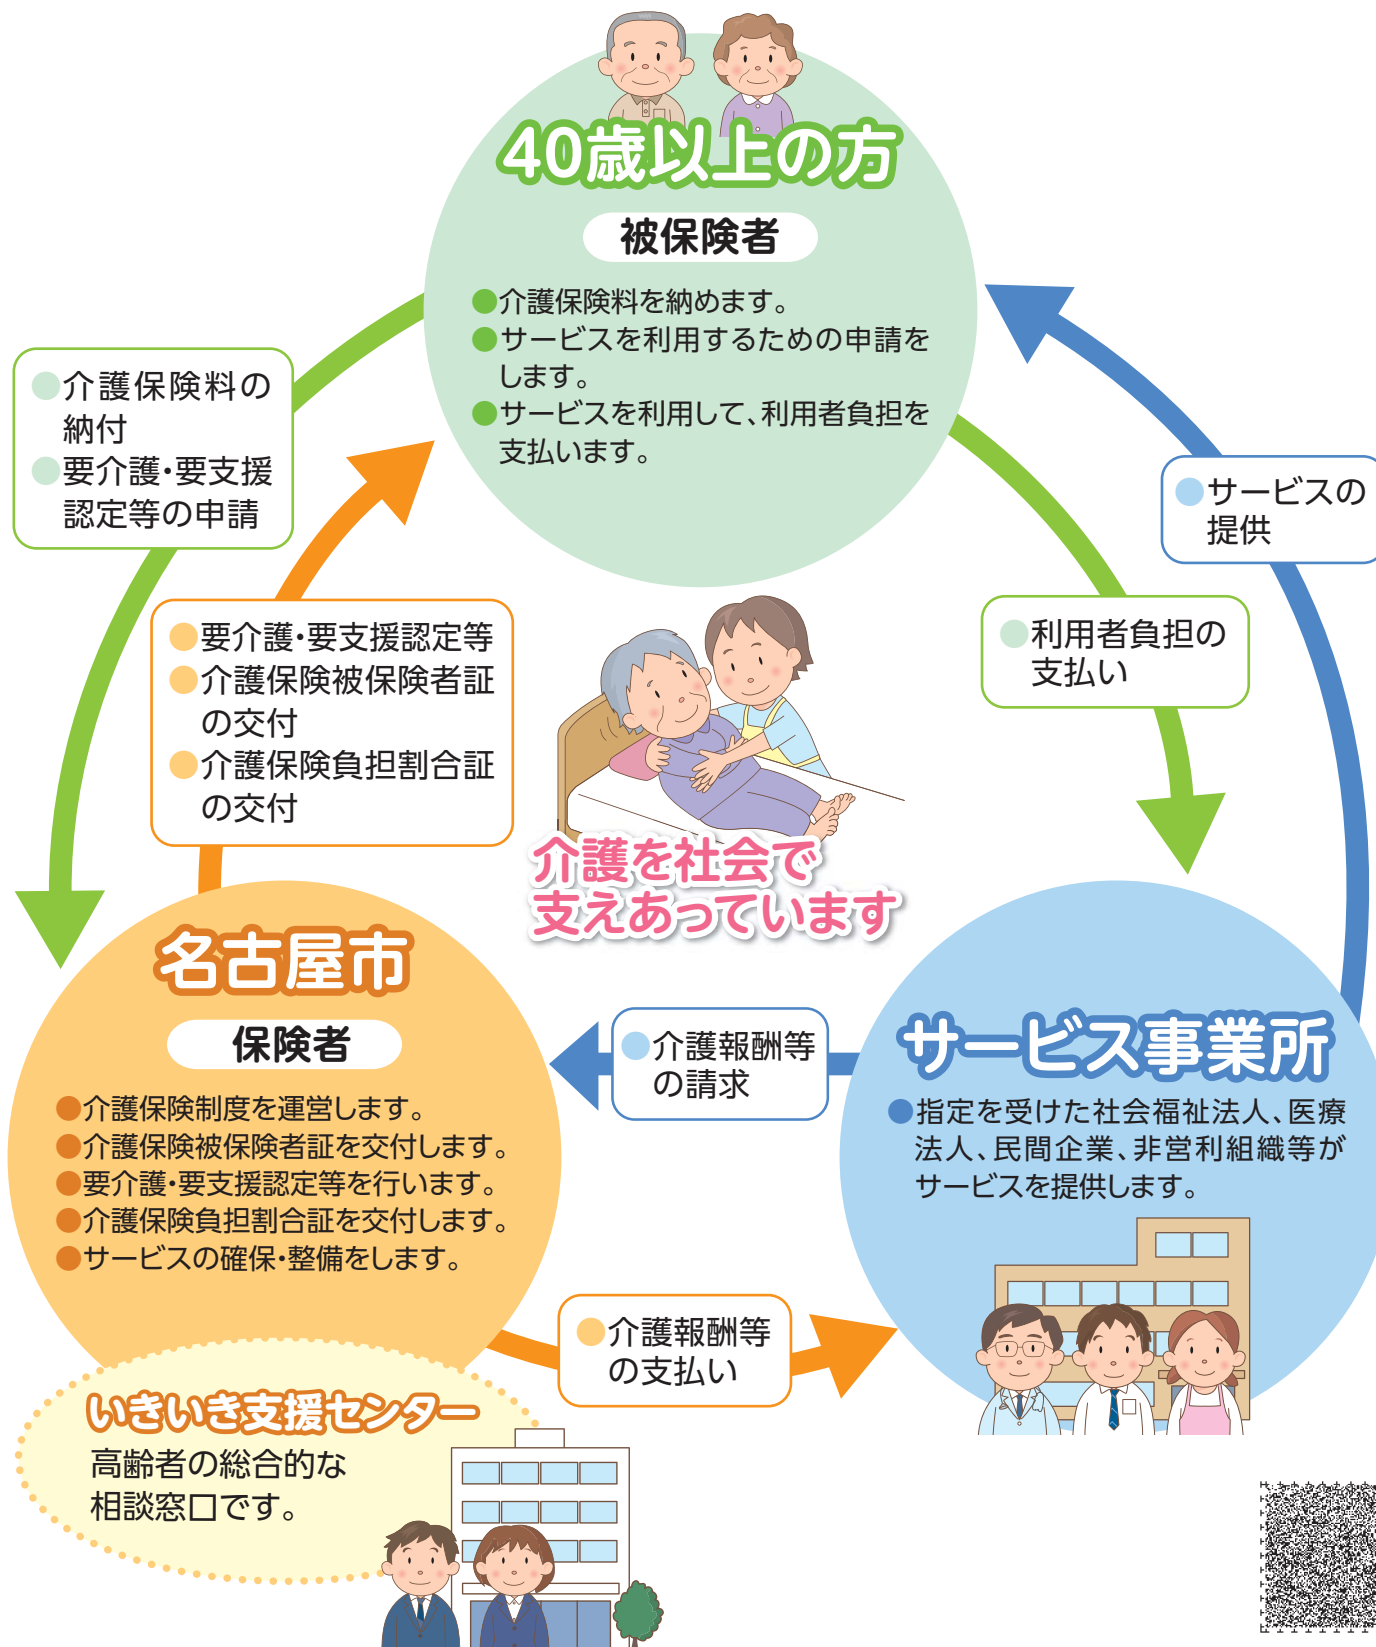 40歳以上の方
被保険者
●介護保険料を納めます。
●サービスを利用するための申請を
します。
●サービスを利用して、利用者負担を
支払います。
●介護保険料の
納付
●要介護・要支援
認定等の申請
●サービスの
提供
●要介護・要支援認定等
●介護保険被保険者証
の交付
●介護保険負担割合証
の交付
●利用者負担の
支払い
介護を社会で
支えあっています
名古屋市
保険者
●介護保険制度を運営します。
●介護保険被保険者証を交付します。
●要介護・要支援認定等を行います。
●介護保険負担割合証を交付します。
●サービスの確保・整備をします。
●介護報酬等
の請求
サービス事業所
●指定を受けた社会福祉法人、医療
法人、民間企業、非営利組織等が
サービスを提供します。
●介護報酬等
の支払い
いきいき支援センター
高齢者の総合的な
相談窓口です。